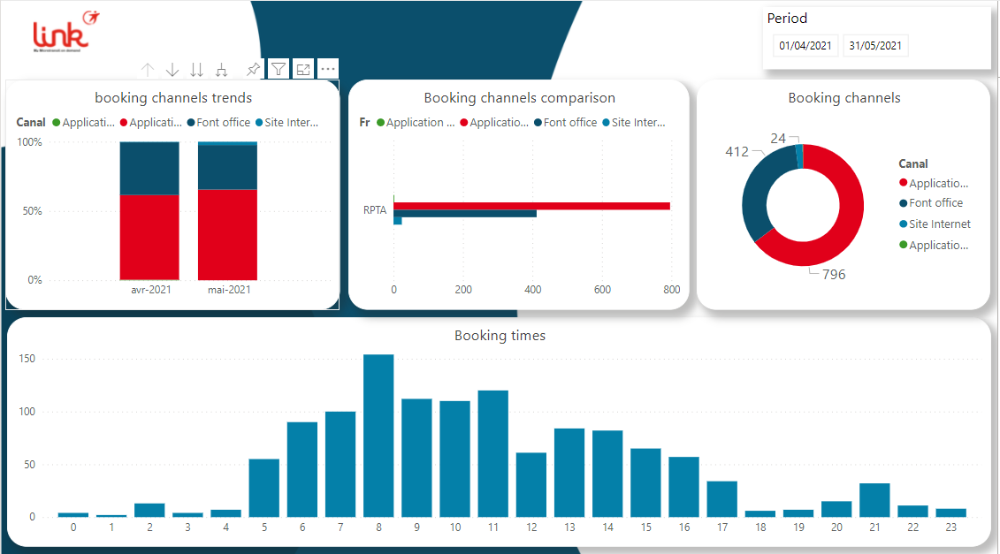 link
Period
01/04/2021 31/05/2021
booking channels trends
Canal Applicati... Applicati... Font office Site Inter...
100%
50%
0%
avr-2021 mai-2021
Booking channels comparison
Fr Application ... Applicatio... Font office Site Inter...
RPTA
0 200 400 600 800
Booking channels
24
412
796
Canal
Applicatio...
Font office
Site Internet
Applicatio...
Booking times
150
100
50
0
0 1 2 3 4 5 6 7 8 9 10 11 12 13 14 15 16 17 18 19 20 21 22 23